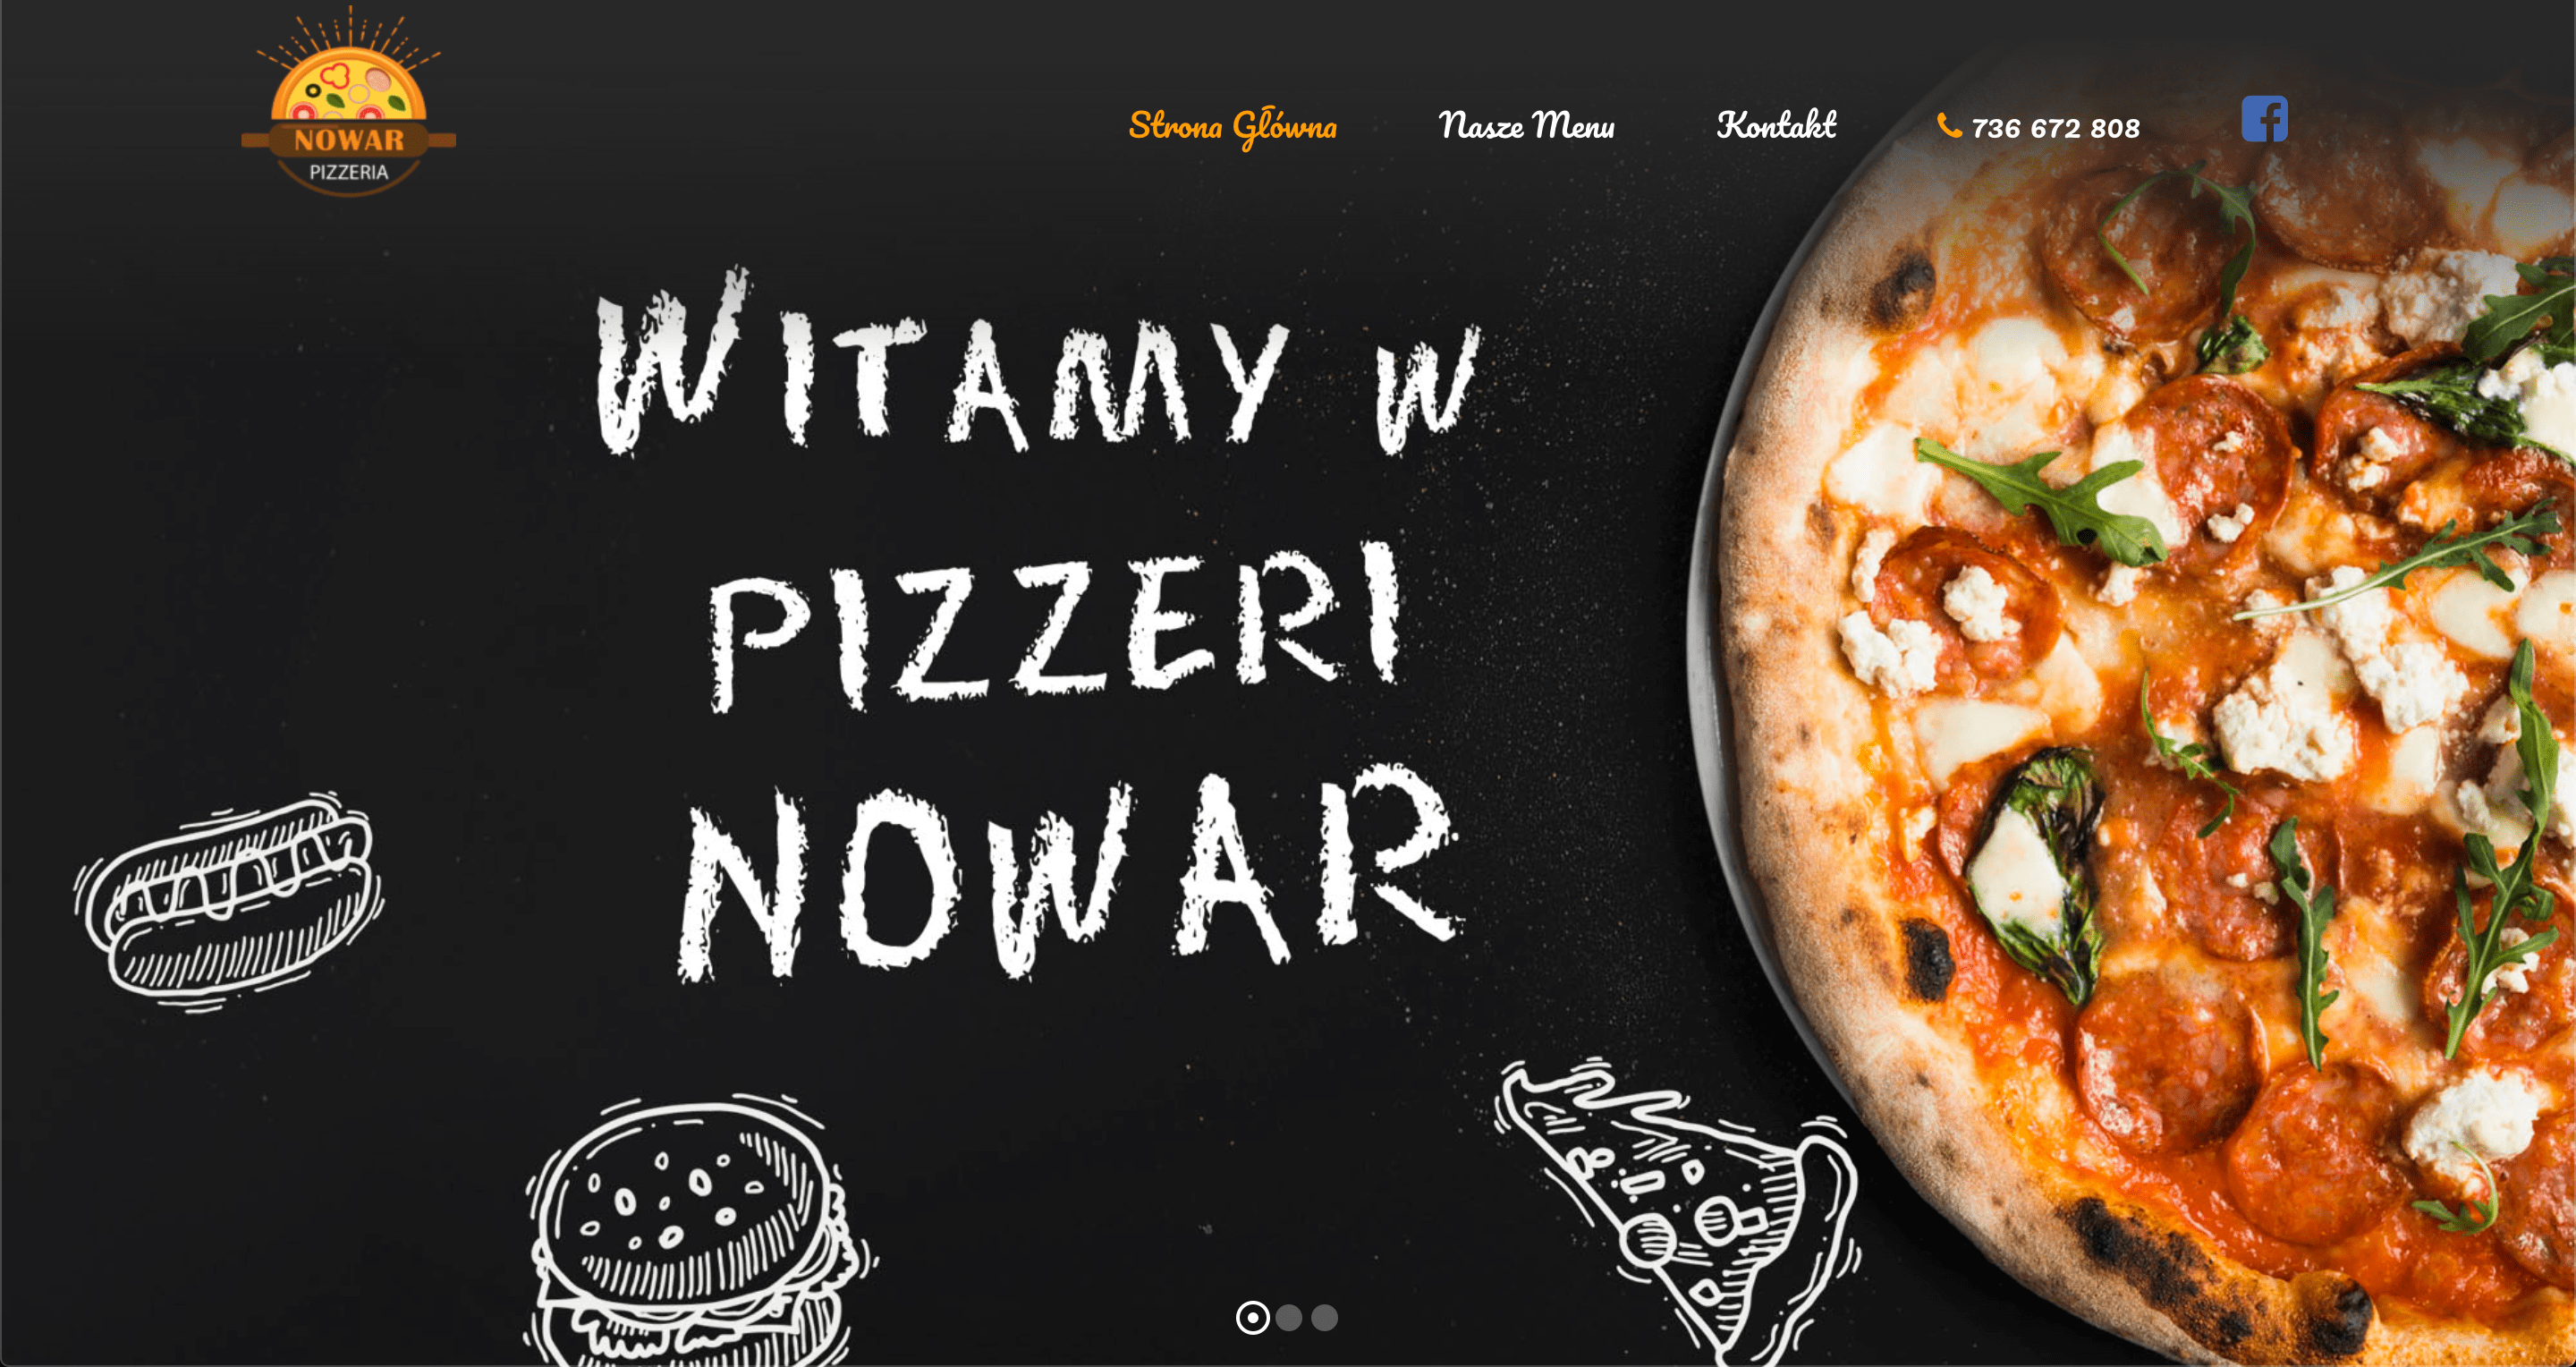 NOWAR
PIZZERIA
Strona Główna
Nasze Menu
Kontakt
736 672 808
WITAMY W
PIZZERI
NOWAR